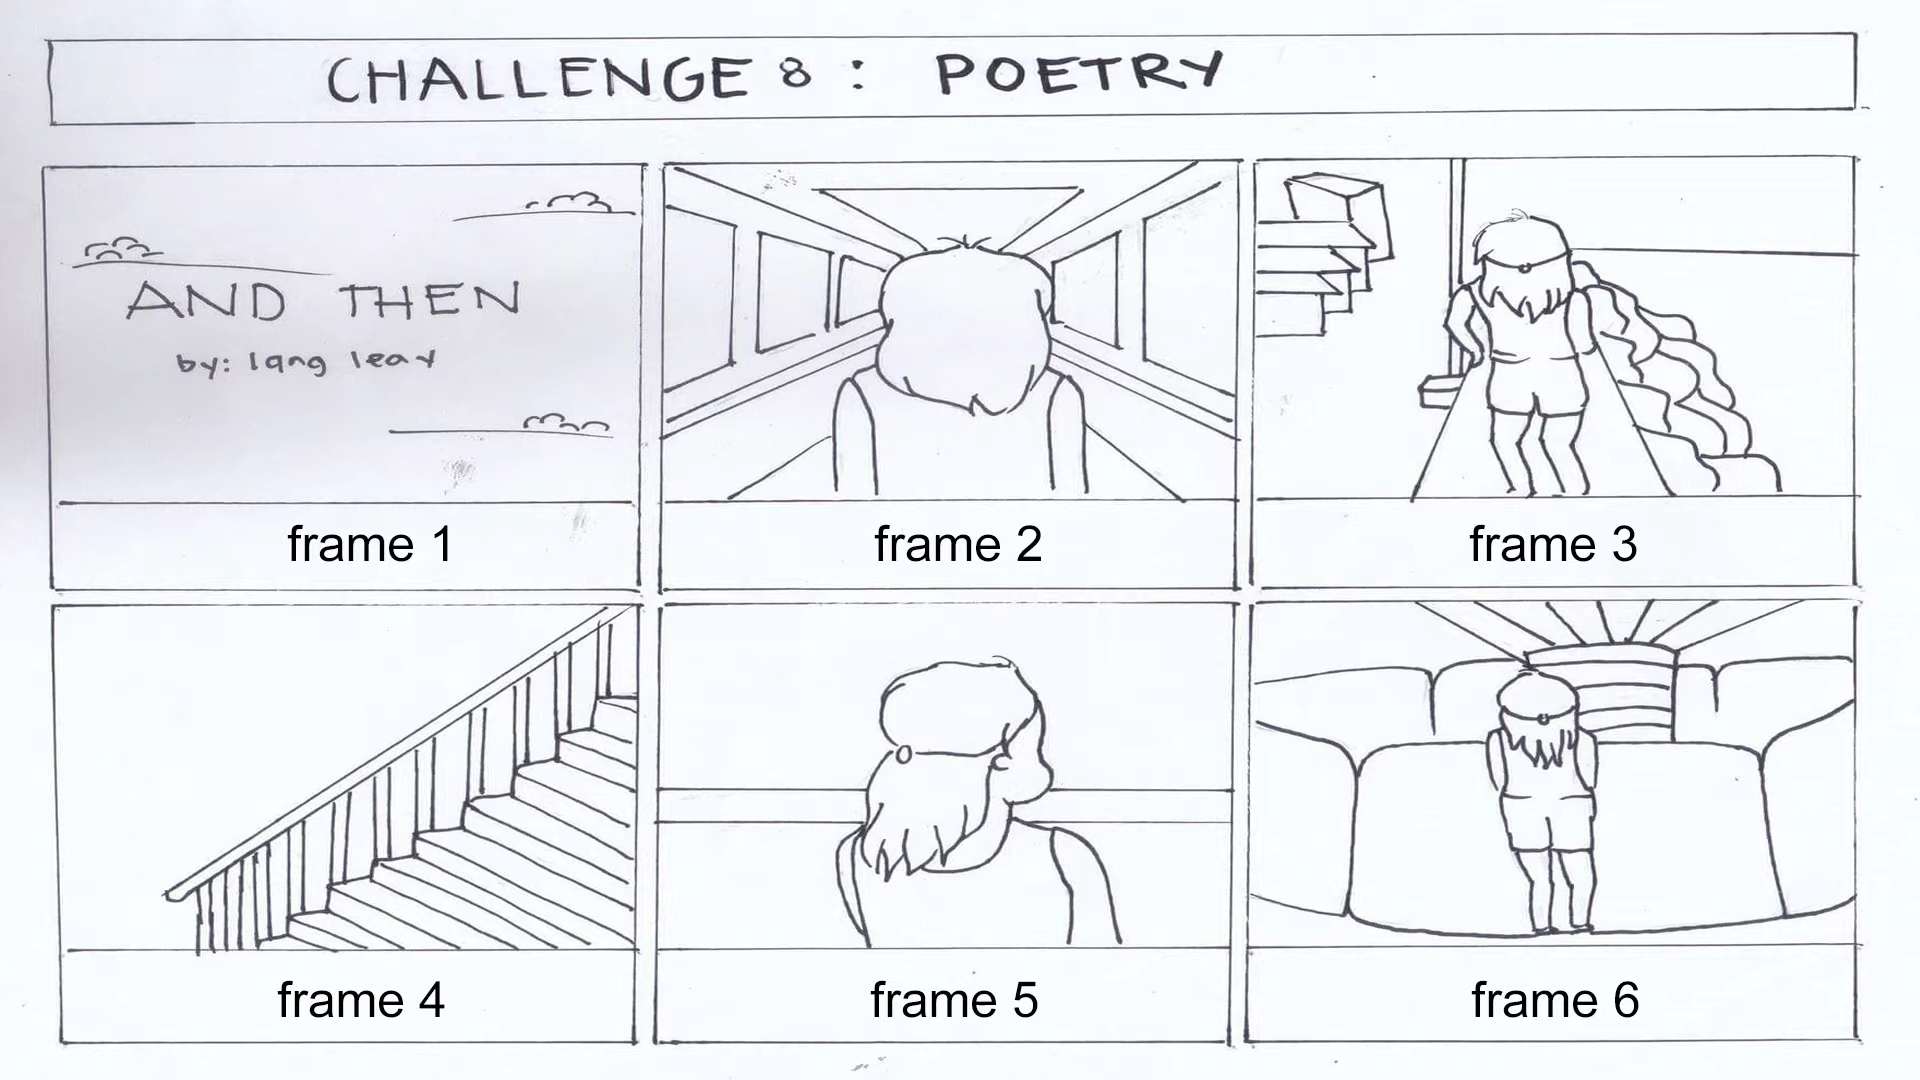 CHALLENGE 8 : POETRY
AND THEN
by: lang leav
frame 1
frame 2
frame 3
frame 4
frame 5
frame 6